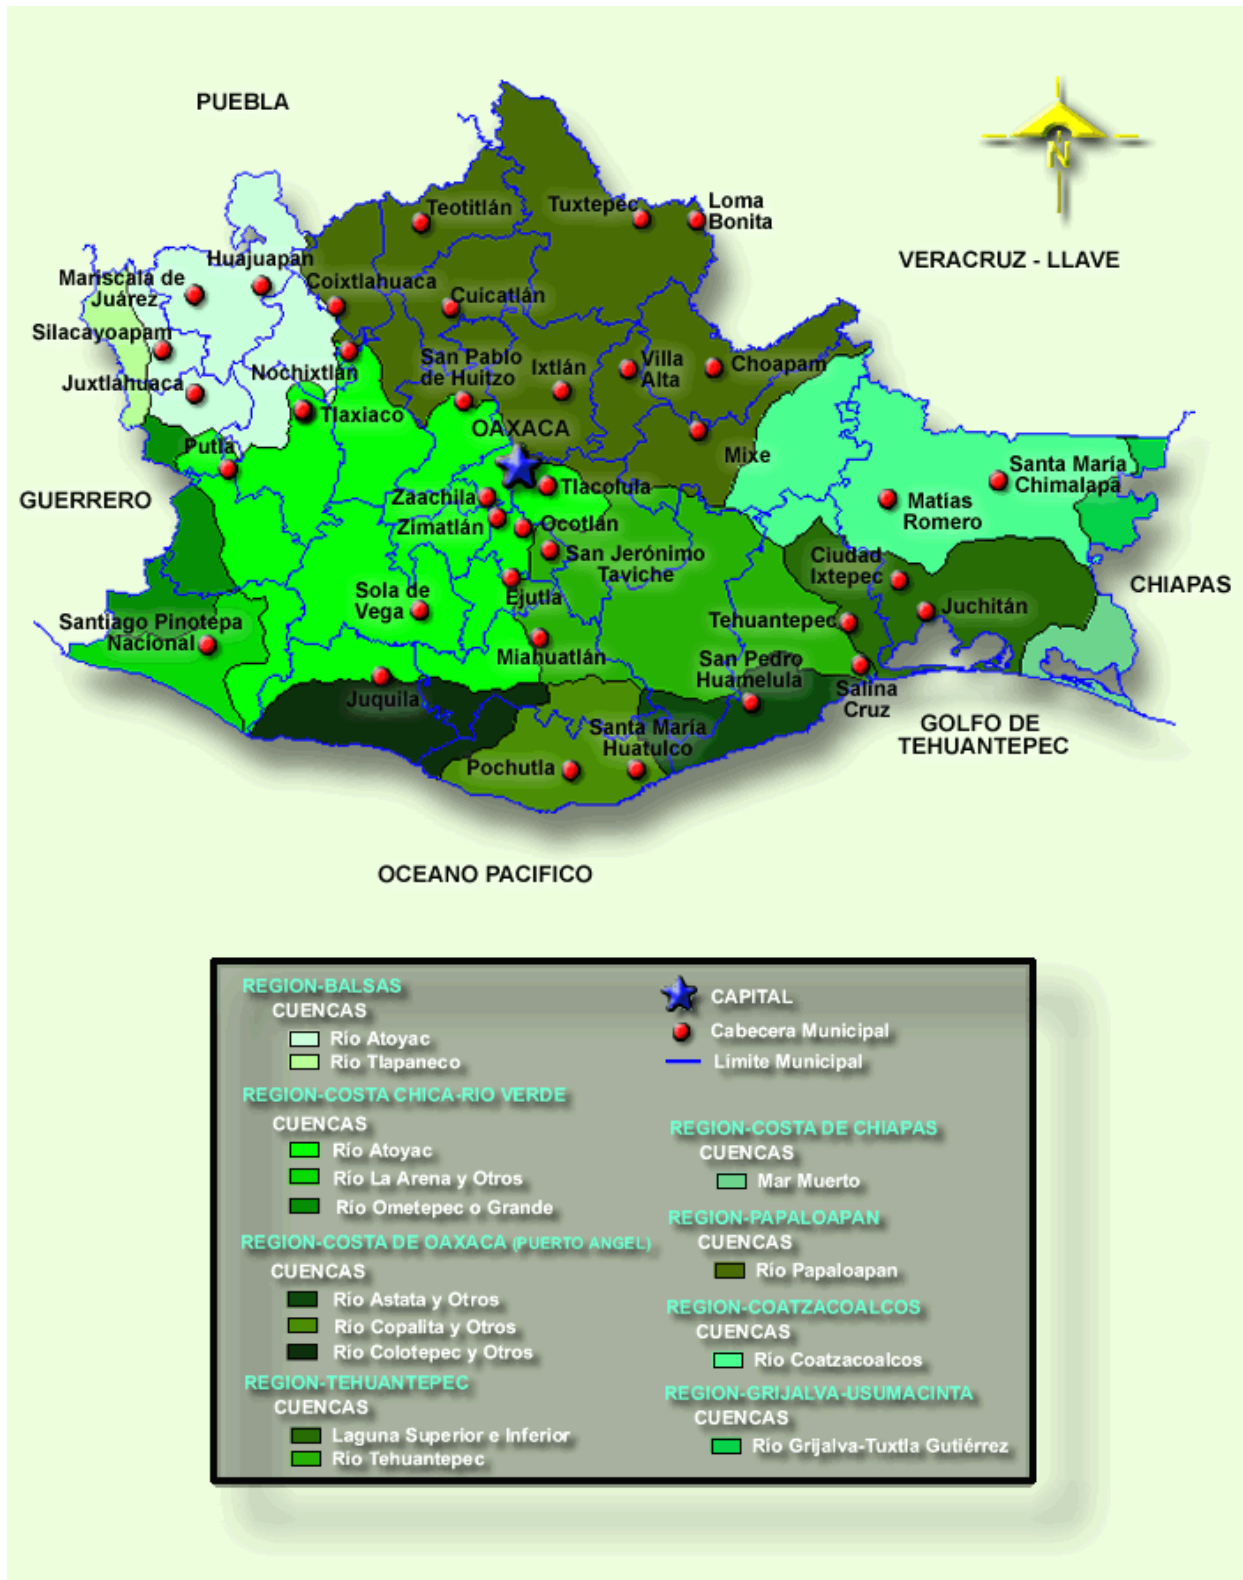 PUEBLA
Teotitlán
Tuxtepec
Loma
Bonita
VERACRUZ - LLAVE
N
Huajuapan
Mariscala de
Juárez
Coixtlahuaca
Cuicatlán
Silacayoapam
Juxtlahuaca
Nochixtlán
San Pablo
de Huitzo
Ixtlán
Villa
Alta
Choapam
Tlaxiaco
OAXACA
Putla
Mixe
GUERRERO
Zaachila
Tlacolula
Zimatlán
Ocotlán
Santa María
Chimalapa
Matías
Romero
San Jerónimo
Taviche
Ciudad
Ixtepec
CHIAPAS
Sola de
Vega
Ejutla
Juchitán
Santiago Pinotepa
Nacional
Tehuantepec
Miahuatlán
San Pedro
Huamelula
Juquila
Salina
Cruz
Santa María
Huatulco
GOLFO DE
TEHUANTEPEC
Pochutla
OCEANO PACIFICO
REGION-BALSAS
CUENCAS
Río Atoyac
Río Tlapaneco
REGION-COSTA CHICA-RIO VERDE
CUENCAS
Río Atoyac
Río La Arena y Otros
Río Ometepec o Grande
REGION-COSTA DE OAXACA (PUERTO ANGEL)
CUENCAS
Río Astata y Otros
Río Copalita y Otros
Río Colotepec y Otros
REGION-TEHUANTEPEC
CUENCAS
Laguna Superior e Inferior
Río Tehuantepec
CAPITAL
Cabecera Municipal
Límite Municipal
REGION-COSTA DE CHIAPAS
CUENCAS
Mar Muerto
REGION-PAPALOAPAN
CUENCAS
Río Papaloapan
REGION-COATZACOALCOS
CUENCAS
Río Coatzacoalcos
REGION-GRIJALVA-USUMACINTA
CUENCAS
Río Grijalva-Tuxtla Gutiérrez